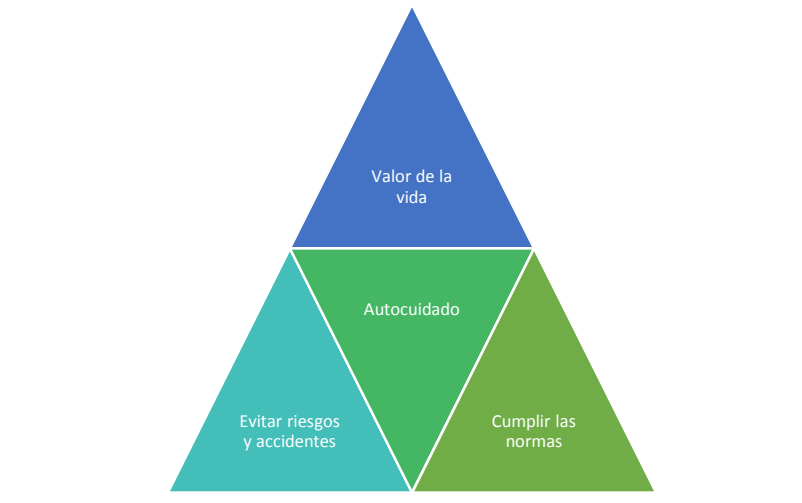 Valor de la
vida
Autocuidado
Evitar riesgos
y accidentes
Cumplir las
normas